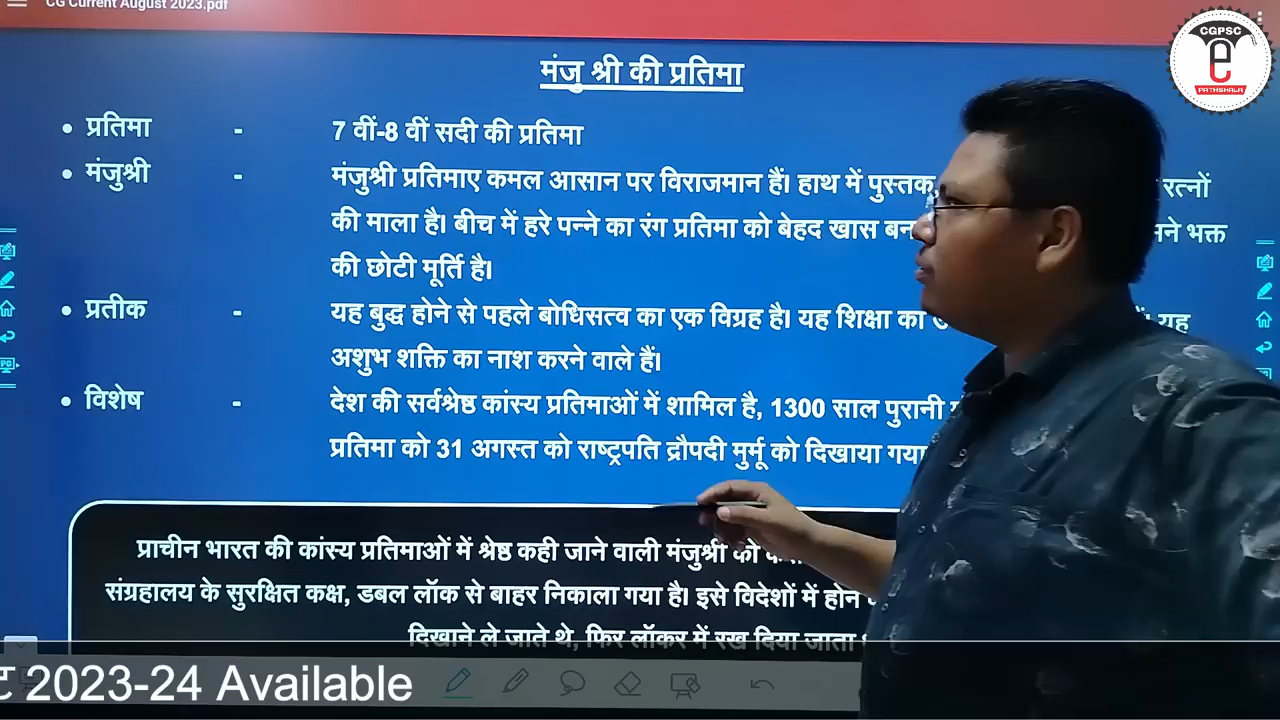 CG Current August 2023.pdf
CGPSC
e
PATHSHALA
मंजु श्री की प्रतिमा
• प्रतिमा - 7 वीं-8 वीं सदी की प्रतिमा
• मंजुश्री - मंजुश्री प्रतिमाए कमल आसान पर विराजमान हैं। हाथ में पुस्तक, रत्नों
की माला है। बीच में हरे पन्ने का रंग प्रतिमा को बेहद खास भक्त
की छोटी मूर्ति है।
• प्रतीक - यह बुद्ध होने से पहले बोधिसत्व का एक विग्रह है। यह शिक्षा का यह
अशुभ शक्ति का नाश करने वाले हैं।
• विशेष - देश की सर्वश्रेष्ठ कांस्य प्रतिमाओं में शामिल है, 1300 साल पुरानी
प्रतिमा को 31 अगस्त को राष्ट्रपति द्रौपदी मुर्मू को दिखाया गया
प्राचीन भारत की कांस्य प्रतिमाओं में श्रेष्ठ कही जाने वाली मंजुश्री को
संग्रहालय के सुरक्षित कक्ष, डबल लॉक से बाहर निकाला गया है। इसे विदेशों में
दिखाने ले जाते थे, फिर लॉकर में रख दिया जाता
2023-24 Available